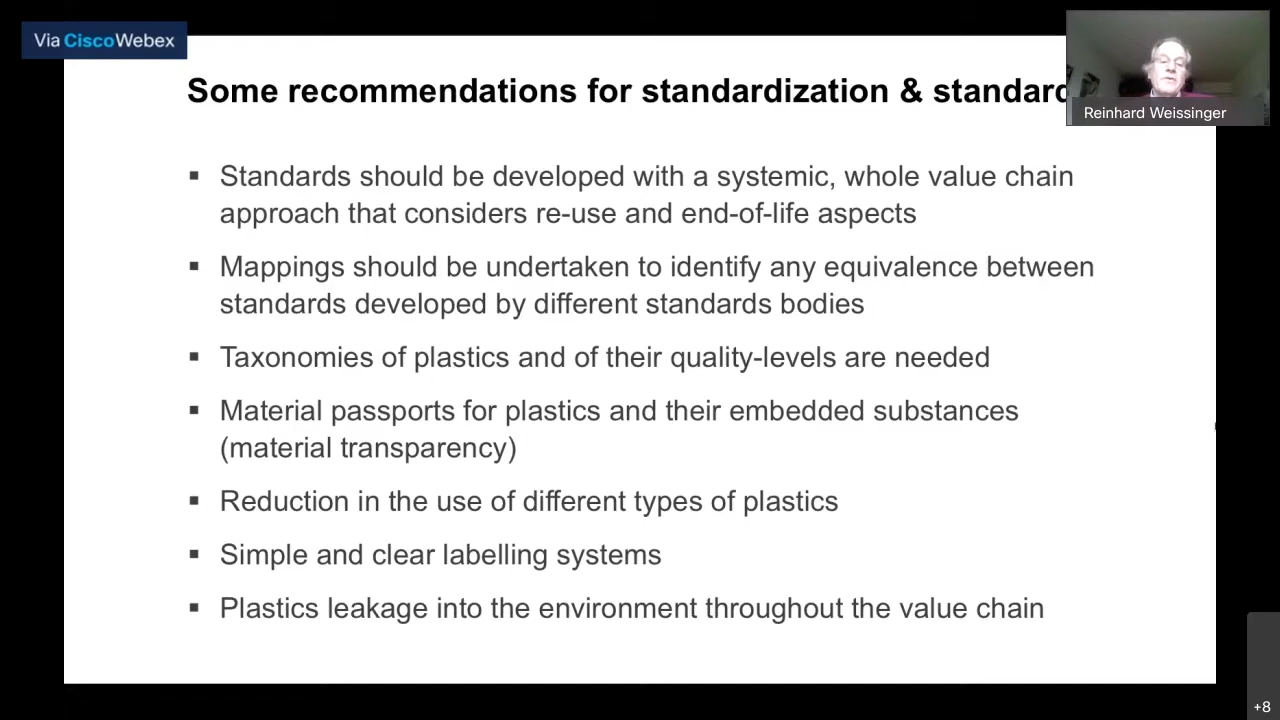 Via CiscoWebex
Some recommendations for standardization & standard
Reinhard Weissinger
▪ Standards should be developed with a systemic, whole value chain
approach that considers re-use and end-of-life aspects
▪ Mappings should be undertaken to identify any equivalence between
standards developed by different standards bodies
▪ Taxonomies of plastics and of their quality-levels are needed
▪ Material passports for plastics and their embedded substances
(material transparency)
▪ Reduction in the use of different types of plastics
▪ Simple and clear labelling systems
▪ Plastics leakage into the environment throughout the value chain
+8